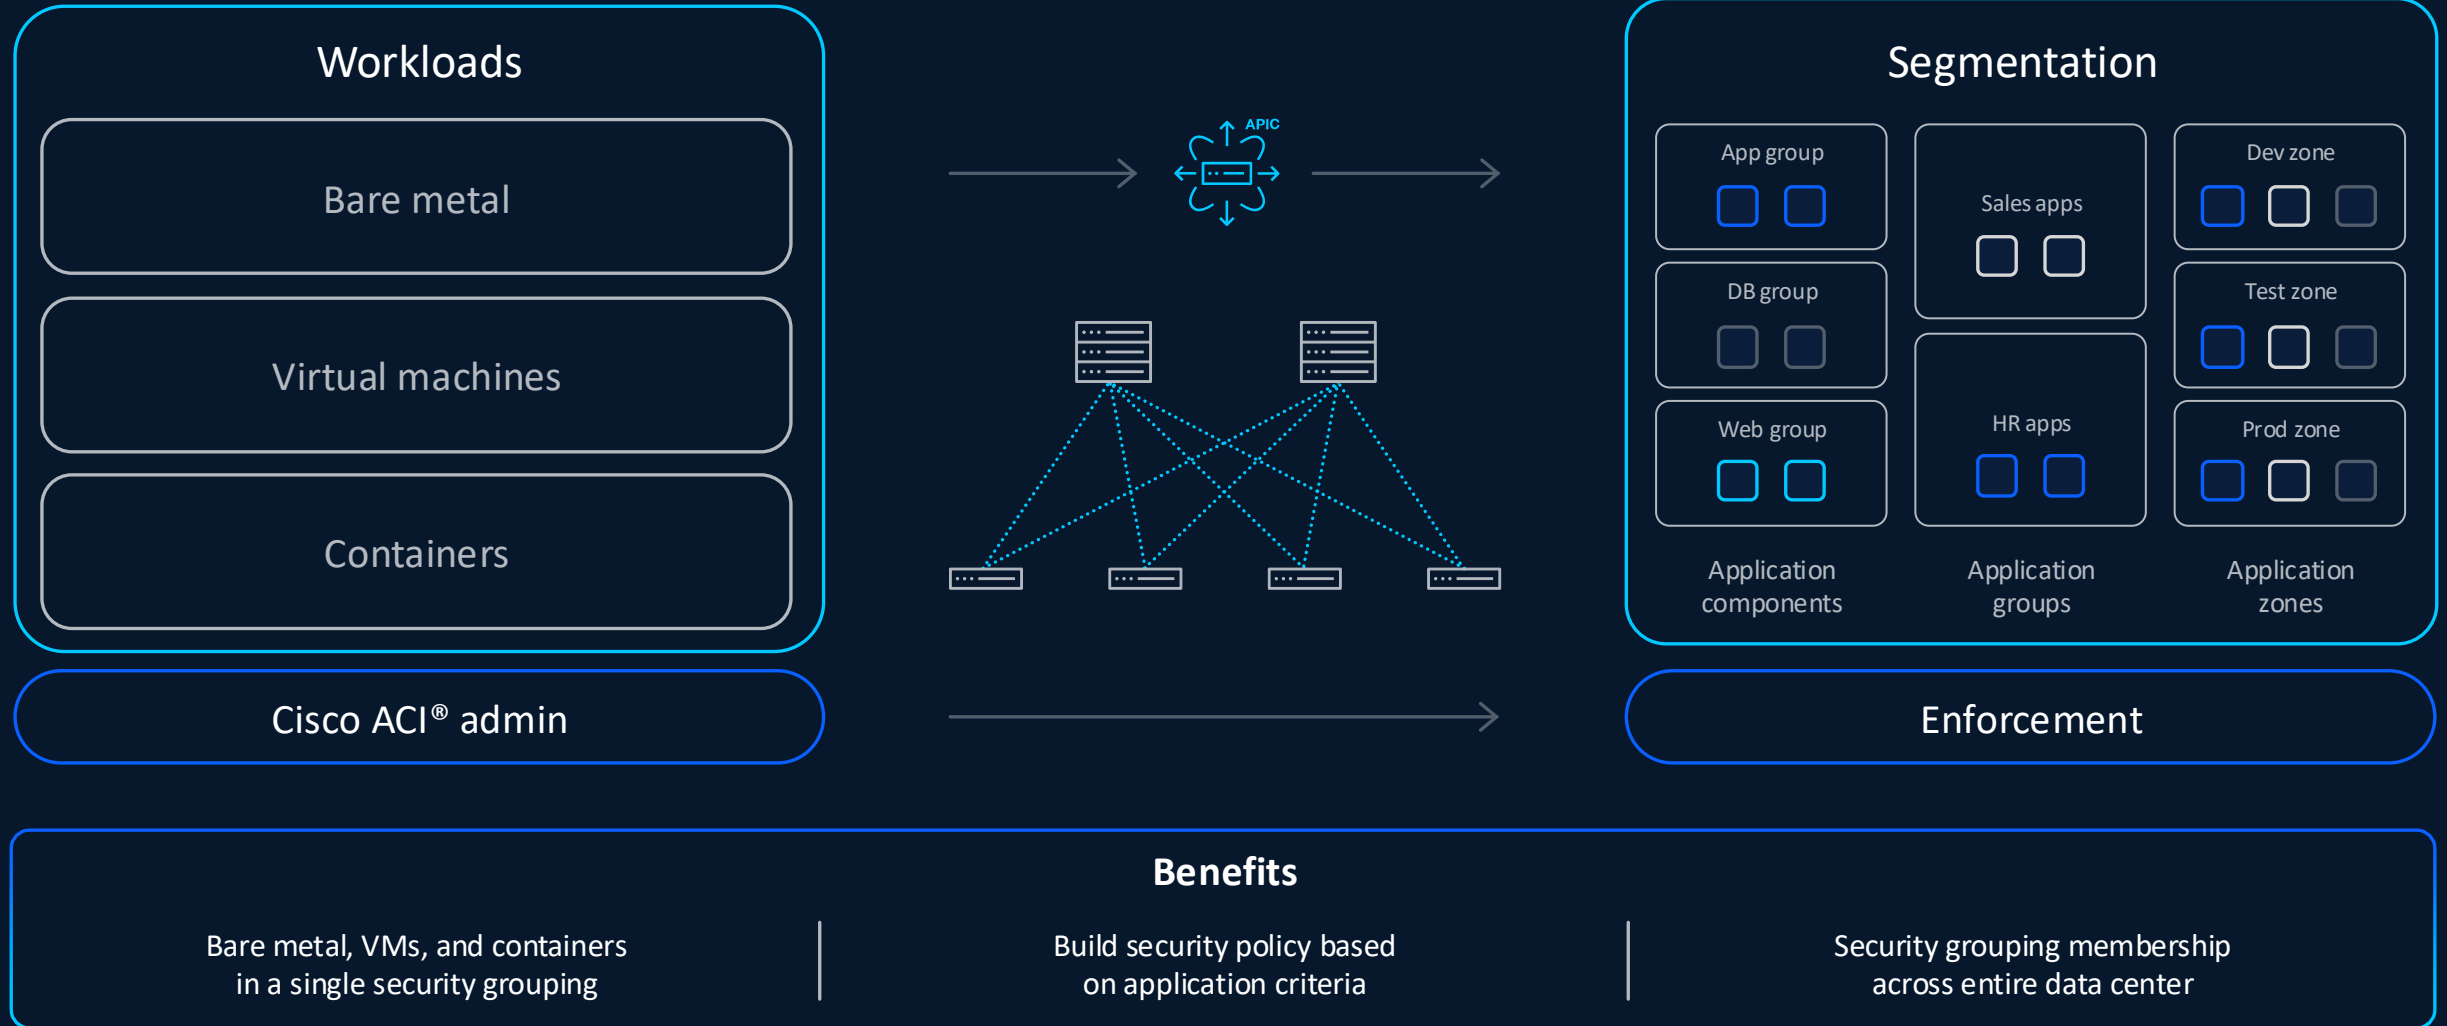 Workloads
Bare metal
Virtual machines
Containers
Cisco ACI® admin
APIC
Segmentation
App group
DB group
Web group
Application
components
Sales apps
HR apps
Application
groups
Dev zone
Test zone
Prod zone
Application
zones
Enforcement
Benefits
Bare metal, VMs, and containers
in a single security grouping
Build security policy based
on application criteria
Security grouping membership
across entire data center